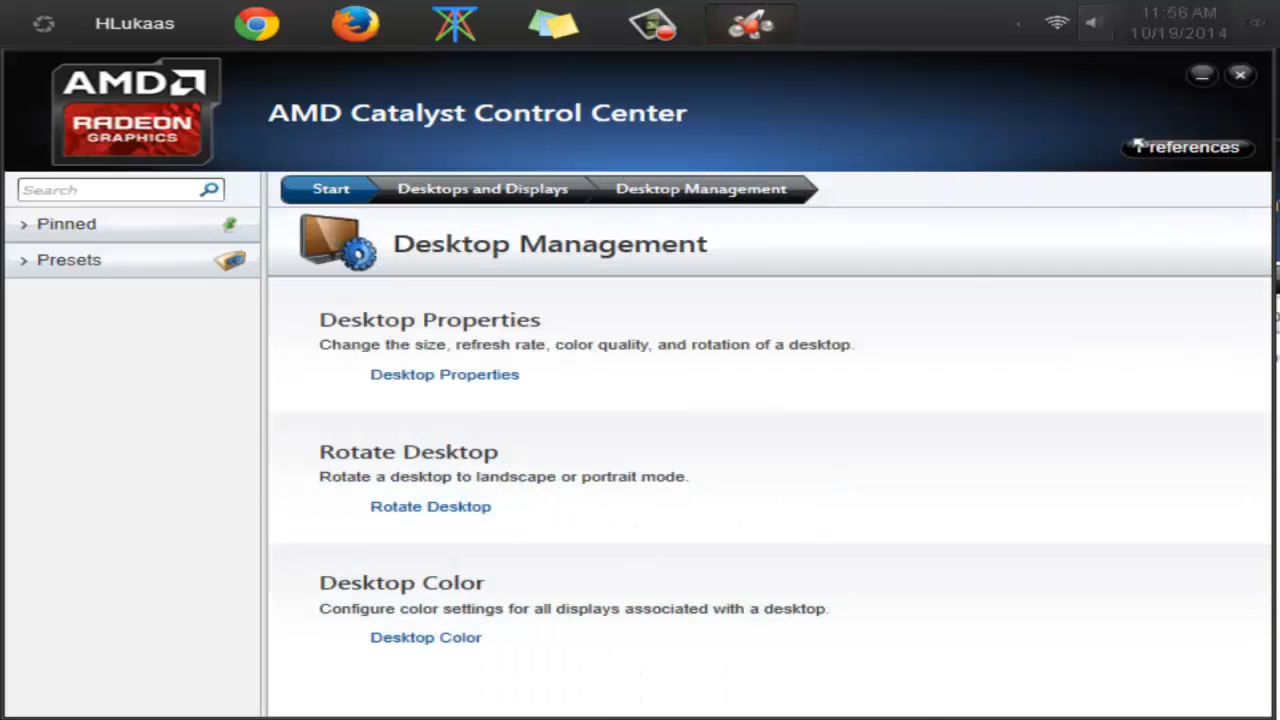 HLukaas
11:56 AM
10/19/2014
AMD
RADEON
GRAPHICS
AMD Catalyst Control Center
Preferences
Search
Start
Desktops and Displays
Desktop Management
Pinned
Presets
Desktop Management
Desktop Properties
Change the size, refresh rate, color quality, and rotation of a desktop.
Desktop Properties
Rotate Desktop
Rotate a desktop to landscape or portrait mode.
Rotate Desktop
Desktop Color
Configure color settings for all displays associated with a desktop.
Desktop Color